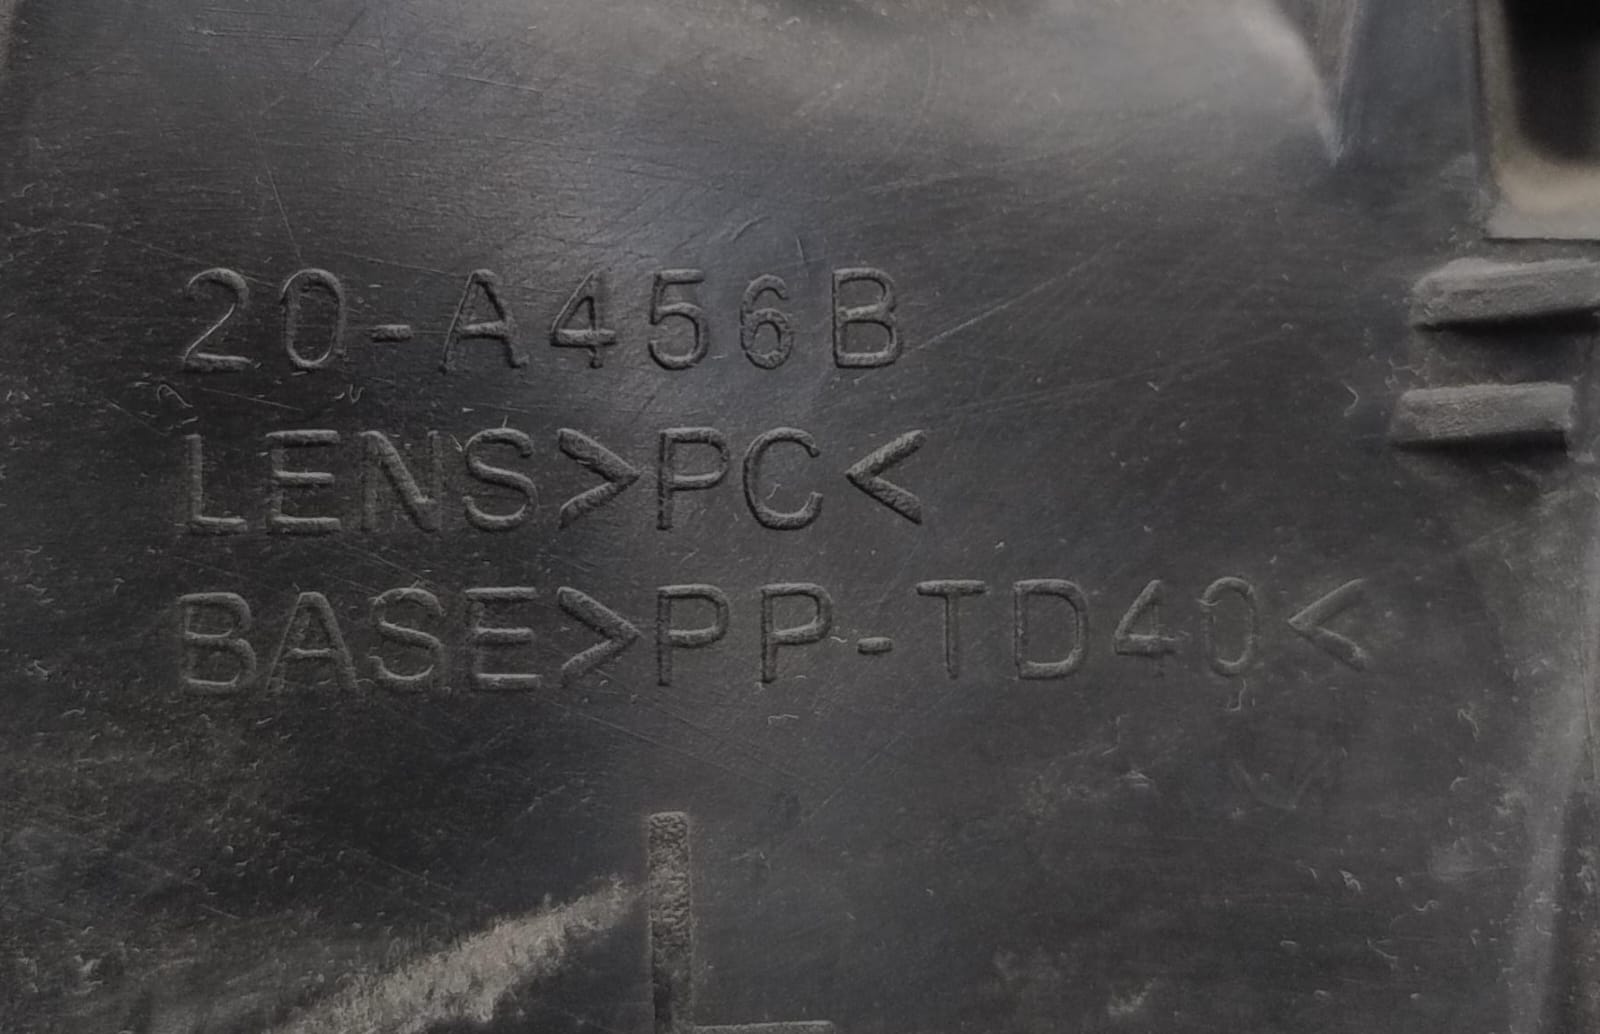 20-A456B
LENS>PC<
BASE>PP-TD40<